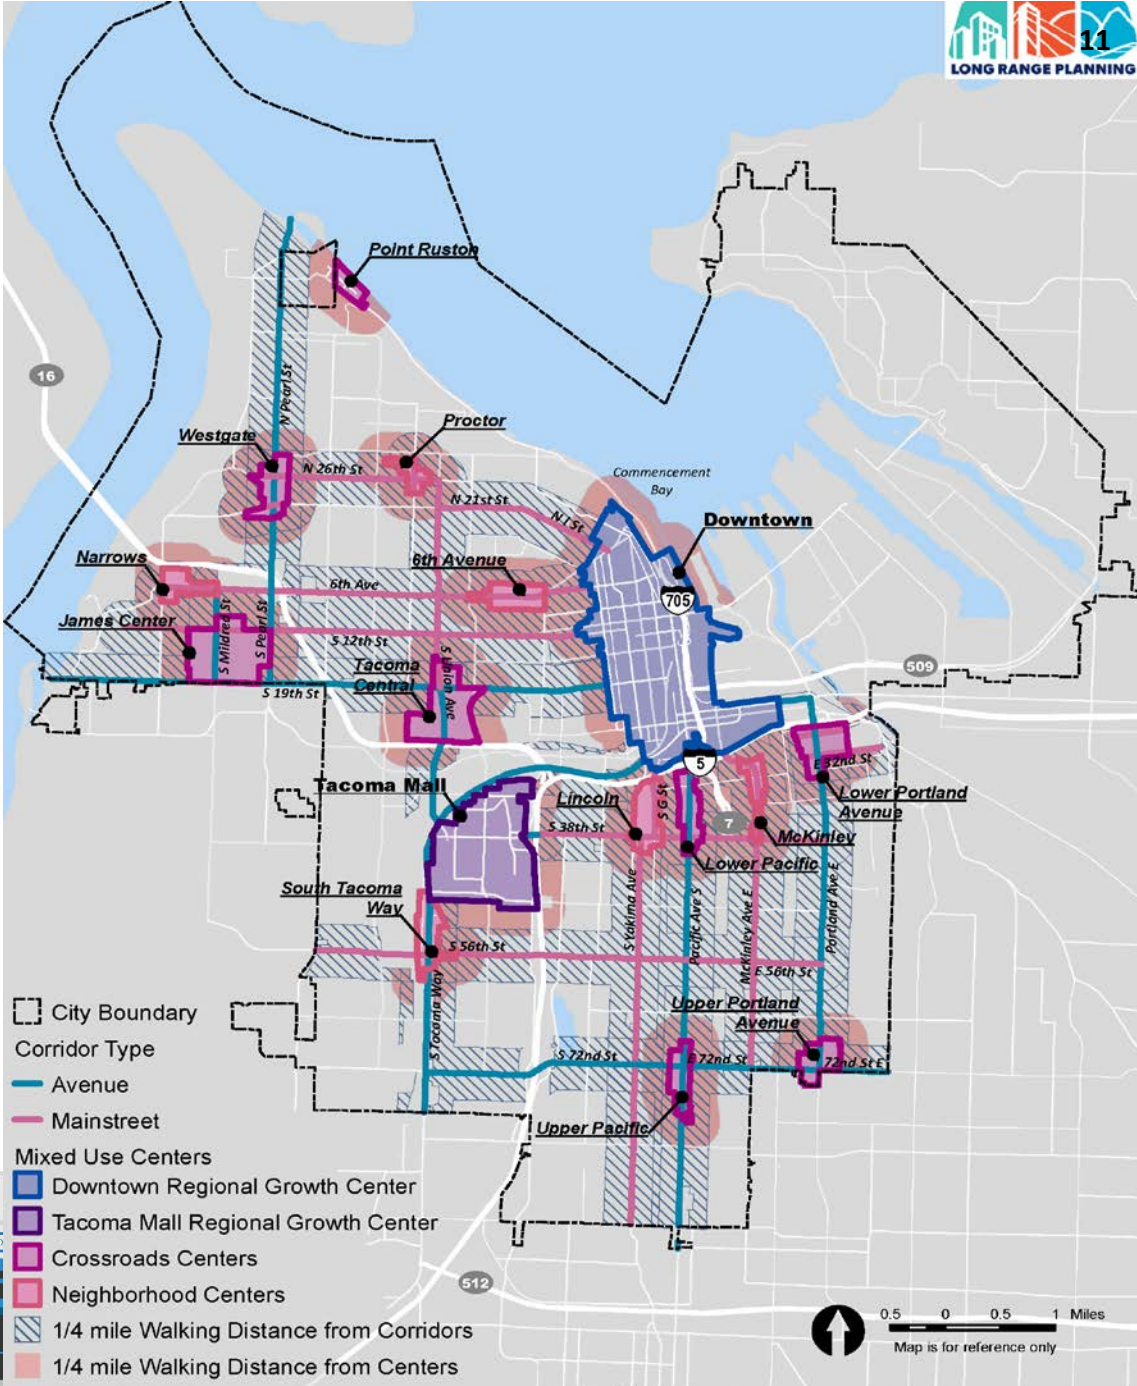 11
LONG RANGE PLANNING
Point Ruston
16
N Pearl St
Westgate
Proctor
N 26th St
Commencement
Bay
N 21st St
N I St
Downtown
Narrows
6th Avenue
6th Ave
705
James Center
S Mildred St
S Pearl St
S 12th St
S Union Ave
Tacoma
Central
S 19th St
509
5
E 32nd St
Tacoma Mall
Lincoln
S G St
Lower Portland
Avenue
7
S 38th St
McKinley
Lower Pacific
South Tacoma
Way
S Yakima Ave
Pacific Ave S
McKinley Ave E
Portland Ave E
S 56th St
E 56th St
S Tacoma Way
Upper Portland
Avenue
S 72nd St
E 72nd St
72nd St E
Upper Pacific
City Boundary
Corridor Type
Avenue
Mainstreet
Mixed Use Centers
Downtown Regional Growth Center
Tacoma Mall Regional Growth Center
Crossroads Centers
Neighborhood Centers
1/4 mile Walking Distance from Corridors
1/4 mile Walking Distance from Centers
512
0.5 0 0.5 1 Miles
Map is for reference only